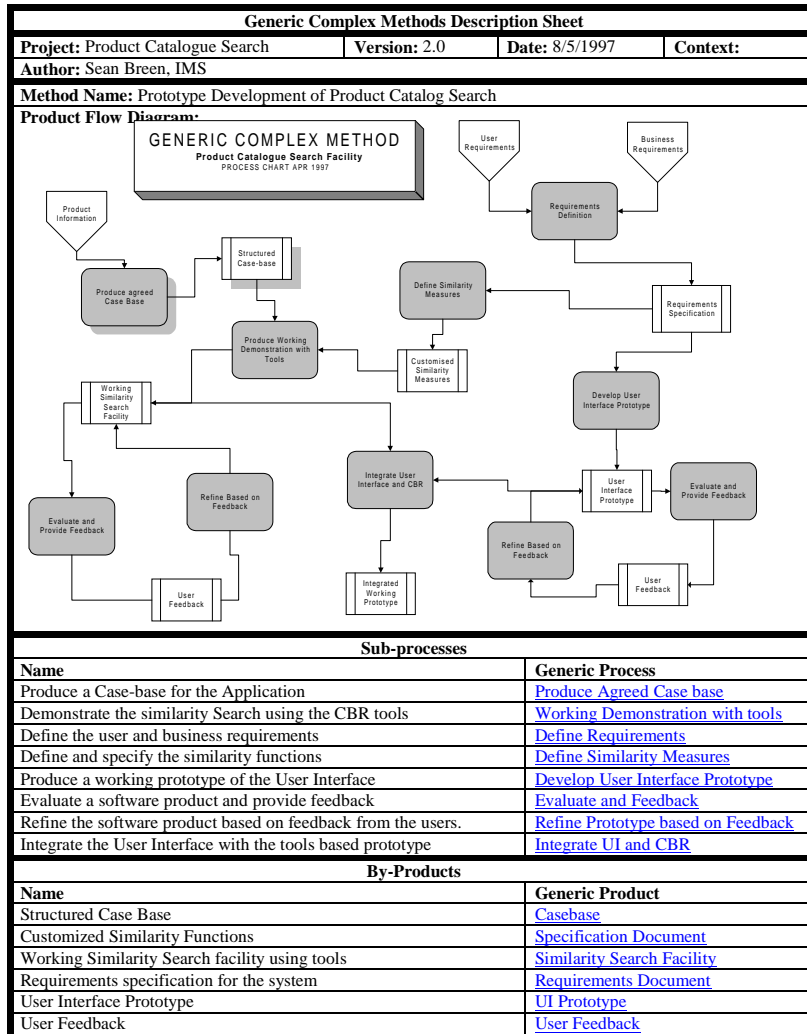 Generic Complex Methods Description Sheet
Project: Product Catalogue Search Version: 2.0 Date: 8/5/1997 Context:
Author: Sean Breen, IMS
Method Name: Prototype Development of Product Catalog Search
Product Flow Diagram:
GENERIC COMPLEX METHOD
Product Catalogue Search Facility
PROCESS CHART APR 1997
User
Requirements
Business
Requirements
Product
Information
Requirements
Definition
Structured
Case-base
Produce agreed
Case Base
Define Similarity
Measures
Requirements
Specification
Produce Working
Demonstration with
Tools
Customised
Similarity
Measures
Working
Similarity
Search
Facility
Develop User
Interface Prototype
Integrate User
Interface and CBR
User
Interface
Prototype
Evaluate and
Provide Feedback
Refine Based on
Feedback
Evaluate and
Provide Feedback
Refine Based on
Feedback
User
Feedback
Integrated
Working
Prototype
User
Feedback
Sub-processes
Name Generic Process
Produce a Case-base for the Application Produce Agreed Case base
Demonstrate the similarity Search using the CBR tools Working Demonstration with tools
Define the user and business requirements Define Requirements
Define and specify the similarity functions Define Similarity Measures
Produce a working prototype of the User Interface Develop User Interface Prototype
Evaluate a software product and provide feedback Evaluate and Feedback
Refine the software product based on feedback from the users. Refine Prototype based on Feedback
Integrate the User Interface with the tools based prototype Integrate UI and CBR
By-Products
Name Generic Product
Structured Case Base Casebase
Customized Similarity Functions Specification Document
Working Similarity Search facility using tools Similarity Search Facility
Requirements specification for the system Requirements Document
User Interface Prototype UI Prototype
User Feedback User Feedback